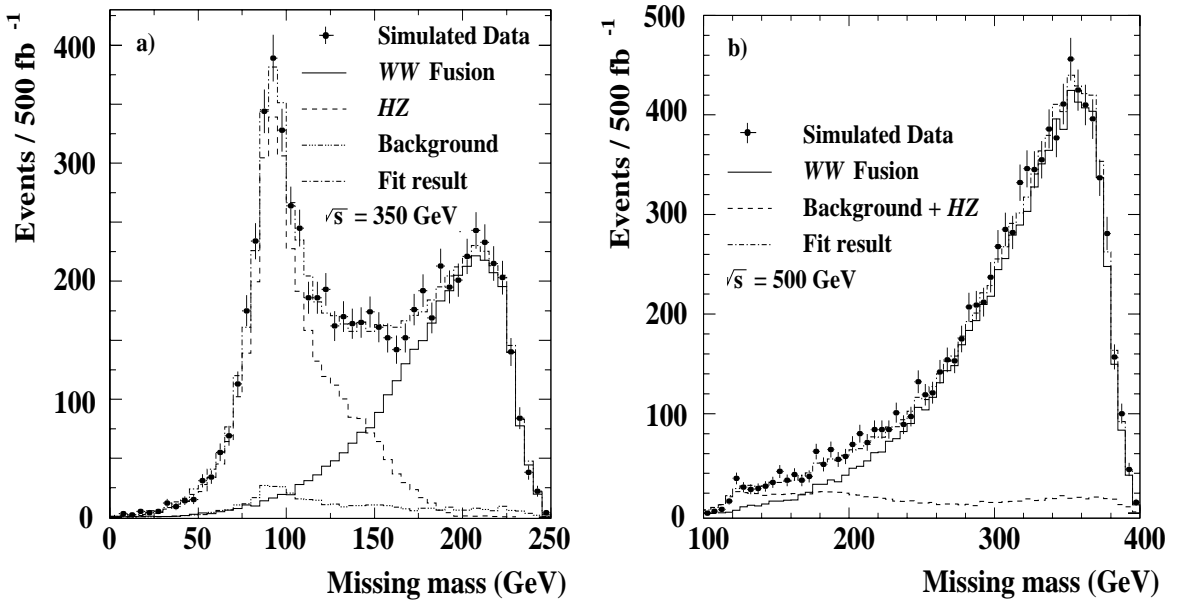 Events / 500 fb -1
400
300
200
100
0
a)
Simulated Data
WW Fusion
HZ
Background
Fit result
√s = 350 GeV
0 50 100 150 200 250
Missing mass (GeV)
Events / 500 fb -1
500
400
300
200
100
0
b)
Simulated Data
WW Fusion
Background + HZ
Fit result
√s = 500 GeV
100 200 300 400
Missing mass (GeV)